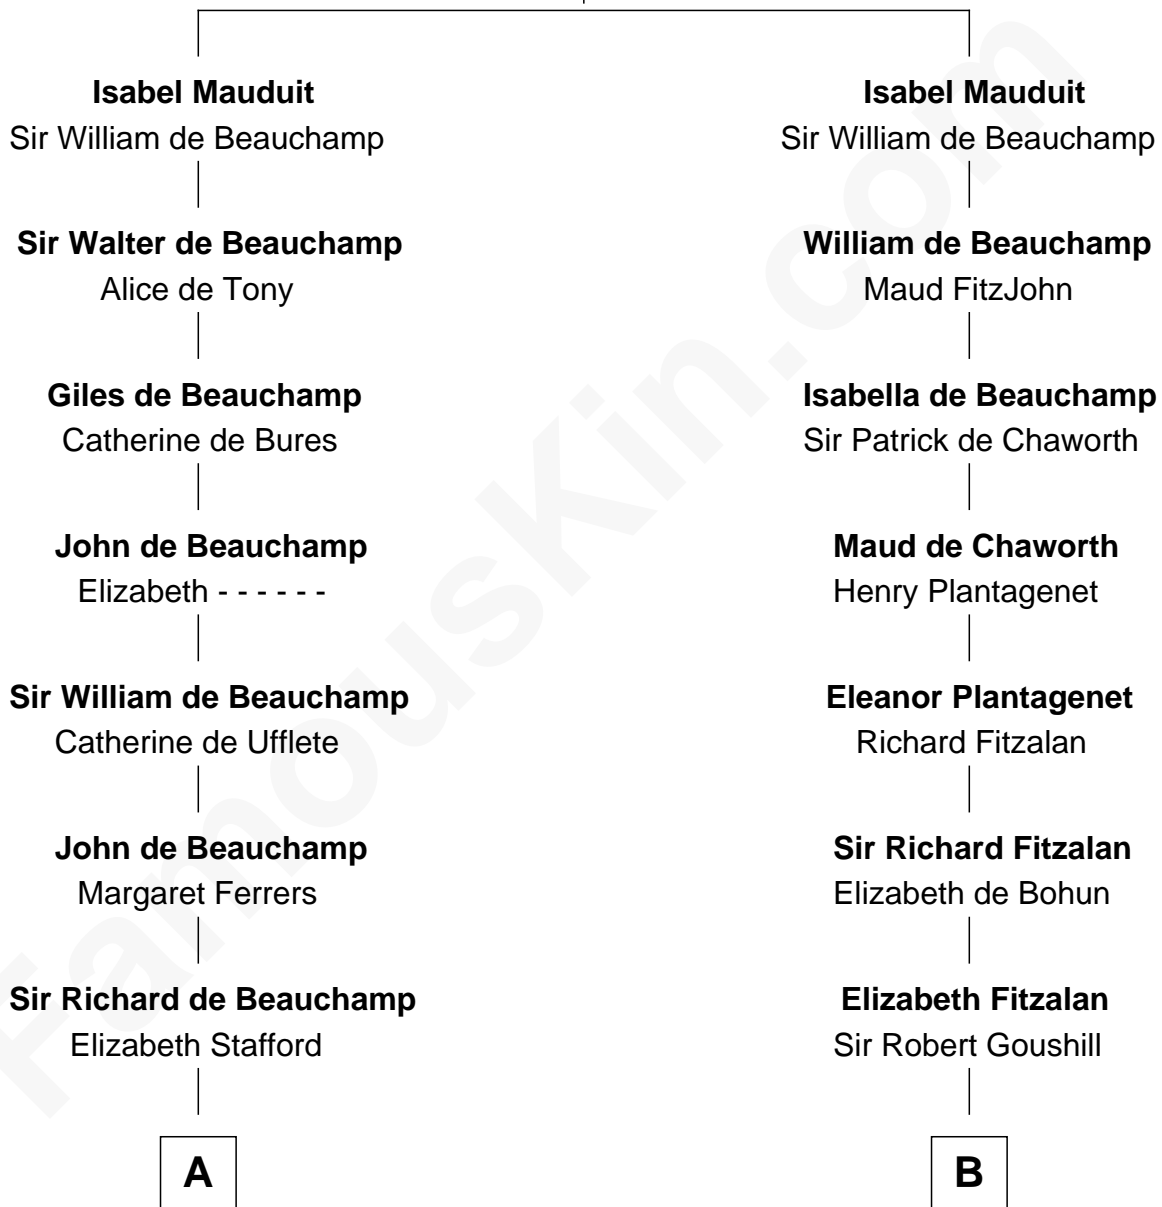 Isabel Mauduit
Sir William de Beauchamp
Sir Walter de Beauchamp
Alice de Tony
Giles de Beauchamp
Catherine de Bures
John de Beauchamp
Elizabeth - - - - - -
Sir William de Beauchamp
Catherine de Ufflete
John de Beauchamp
Margaret Ferrers
Sir Richard de Beauchamp
Elizabeth Stafford
A
Isabel Mauduit
Sir William de Beauchamp
William de Beauchamp
Maud FitzJohn
Isabella de Beauchamp
Sir Patrick de Chaworth
Maud de Chaworth
Henry Plantagenet
Eleanor Plantagenet
Richard Fitzalan
Sir Richard Fitzalan
Elizabeth de Bohun
Elizabeth Fitzalan
Sir Robert Goushill
B
FamousKin.com